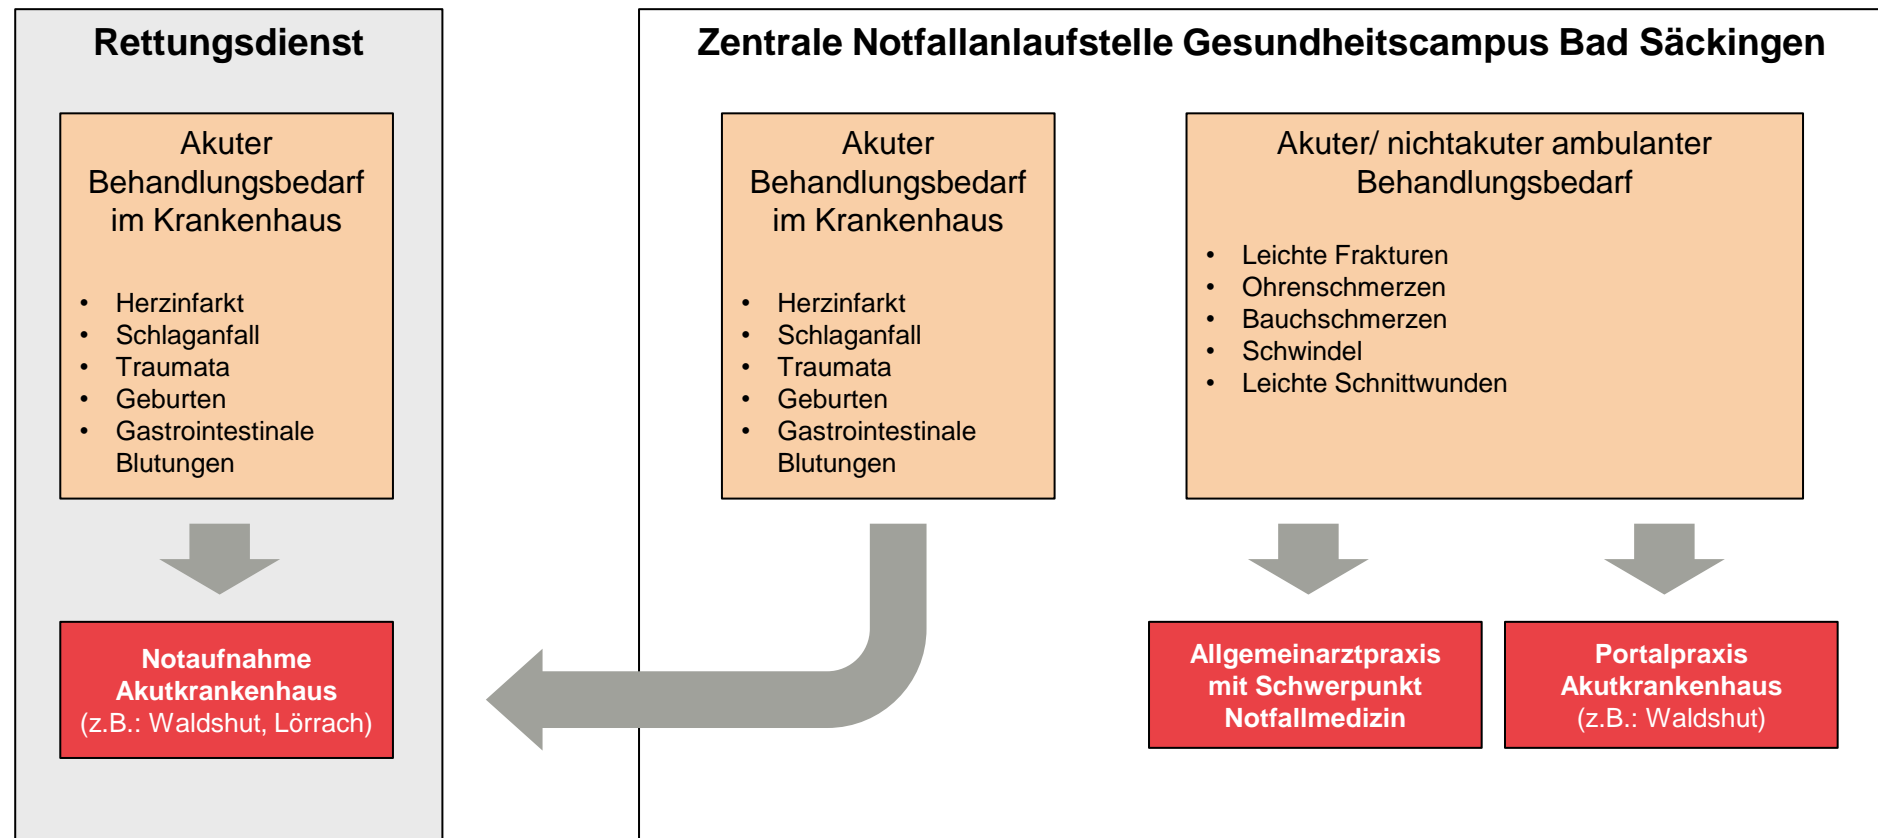 Rettungsdienst
Akuter
Behandlungsbedarf
im Krankenhaus
• Herzinfarkt
• Schlaganfall
• Traumata
• Geburten
• Gastrointestinale
Blutungen
Notaufnahme
Akutkrankenhaus
(z.B.: Waldshut, Lörrach)
Zentrale Notfallanlaufstelle Gesundheitscampus Bad Säckingen
Akuter
Behandlungsbedarf
im Krankenhaus
• Herzinfarkt
• Schlaganfall
• Traumata
• Geburten
• Gastrointestinale
Blutungen
Akuter/ nichtakuter ambulanter
Behandlungsbedarf
• Leichte Frakturen
• Ohrenschmerzen
• Bauchschmerzen
• Schwindel
• Leichte Schnittwunden
Allgemeinarztpraxis
mit Schwerpunkt
Notfallmedizin
Portalpraxis
Akutkrankenhaus
(z.B.: Waldshut)